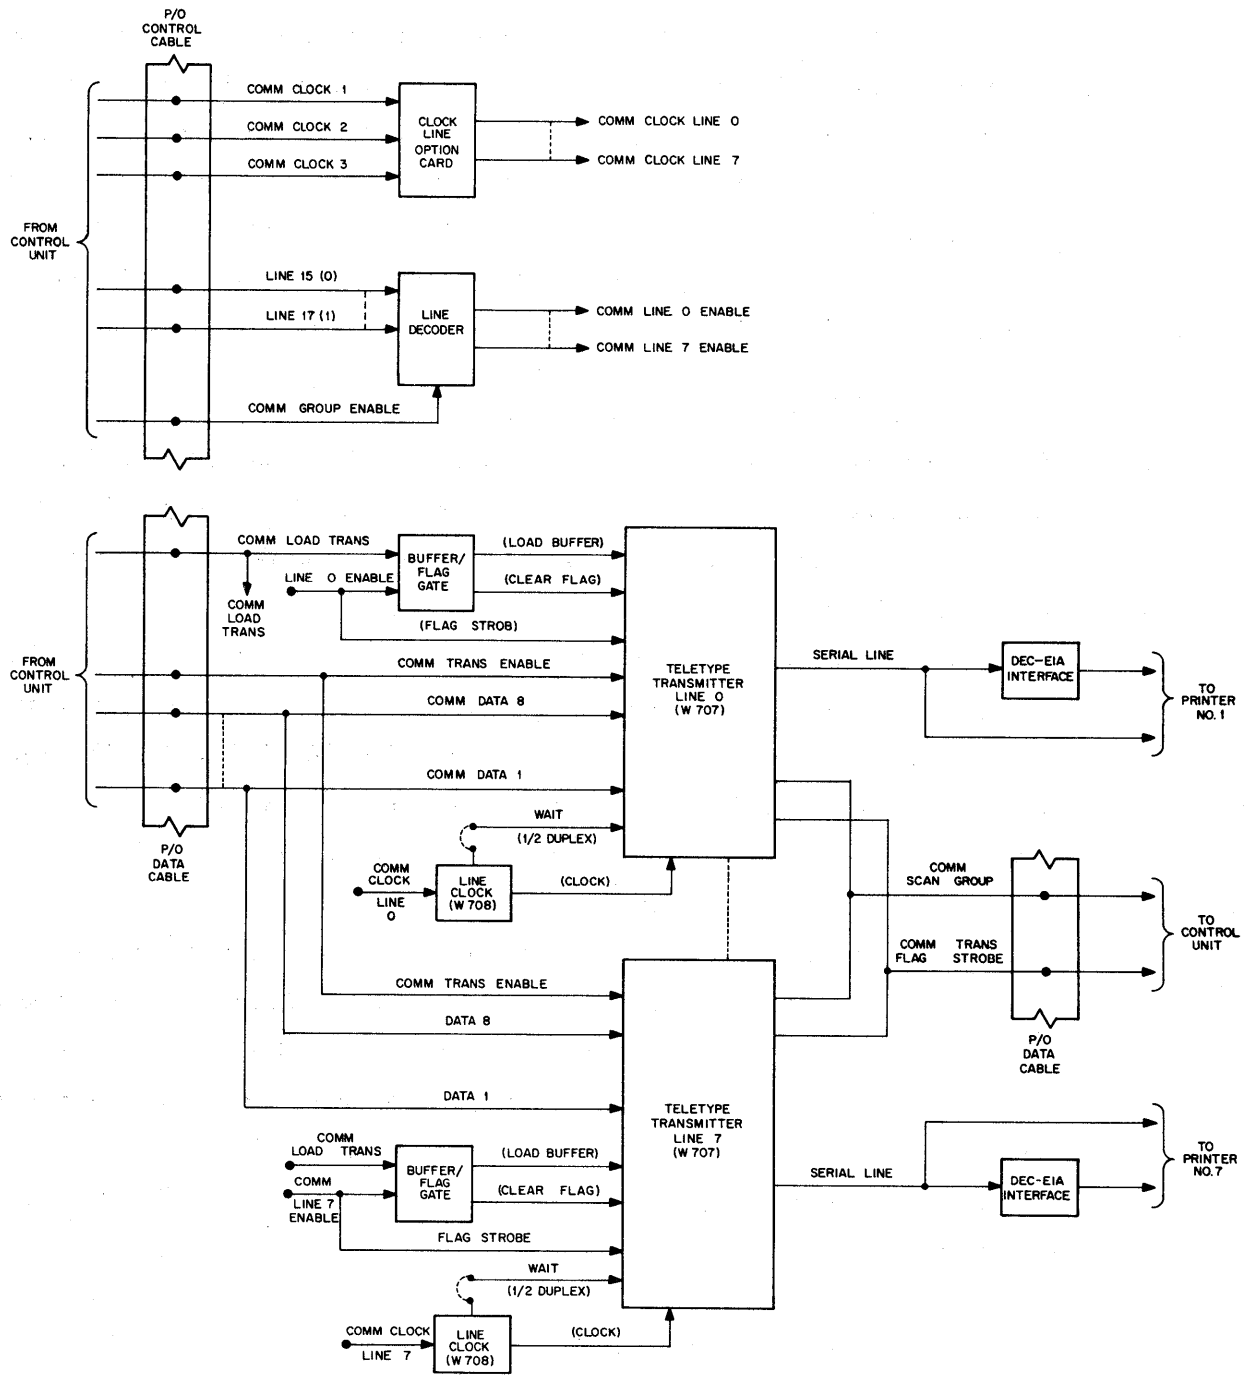 P/O
CONTROL
CABLE
FROM
CONTROL
UNIT
COMM CLOCK 1
COMM CLOCK 2
COMM CLOCK 3
CLOCK
LINE
OPTION
CARD
COMM CLOCK LINE 0
COMM CLOCK LINE 7
LINE 15 (0)
LINE 17 (1)
LINE
DECODER
COMM LINE 0 ENABLE
COMM LINE 7 ENABLE
COMM GROUP ENABLE
FROM
CONTROL
UNIT
COMM LOAD TRANS
COMM
LOAD
TRANS
LINE 0 ENABLE
BUFFER/
FLAG
GATE
(LOAD BUFFER)
(CLEAR FLAG)
(FLAG STROB)
COMM TRANS ENABLE
COMM DATA 8
COMM DATA 1
P/O
DATA
CABLE
WAIT
(1/2 DUPLEX)
COMM
CLOCK
LINE
0
LINE
CLOCK
(W 708)
(CLOCK)
TELETYPE
TRANSMITTER
LINE 0
(W 707)
SERIAL LINE
DEC-EIA
INTERFACE
TO
PRINTER
NO. 1
COMM
SCAN GROUP
COMM TRANS
FLAG STROBE
TO
CONTROL
UNIT
P/O
DATA
CABLE
COMM TRANS ENABLE
DATA 8
DATA 1
COMM
LOAD TRANS
COMM
LINE 7
ENABLE
BUFFER/
FLAG
GATE
(LOAD BUFFER)
(CLEAR FLAG)
FLAG STROBE
WAIT
(1/2 DUPLEX)
COMM CLOCK
LINE 7
LINE
CLOCK
(W 708)
(CLOCK)
TELETYPE
TRANSMITTER
LINE 7
(W 707)
SERIAL LINE
DEC-EIA
INTERFACE
TO
PRINTER
NO. 7